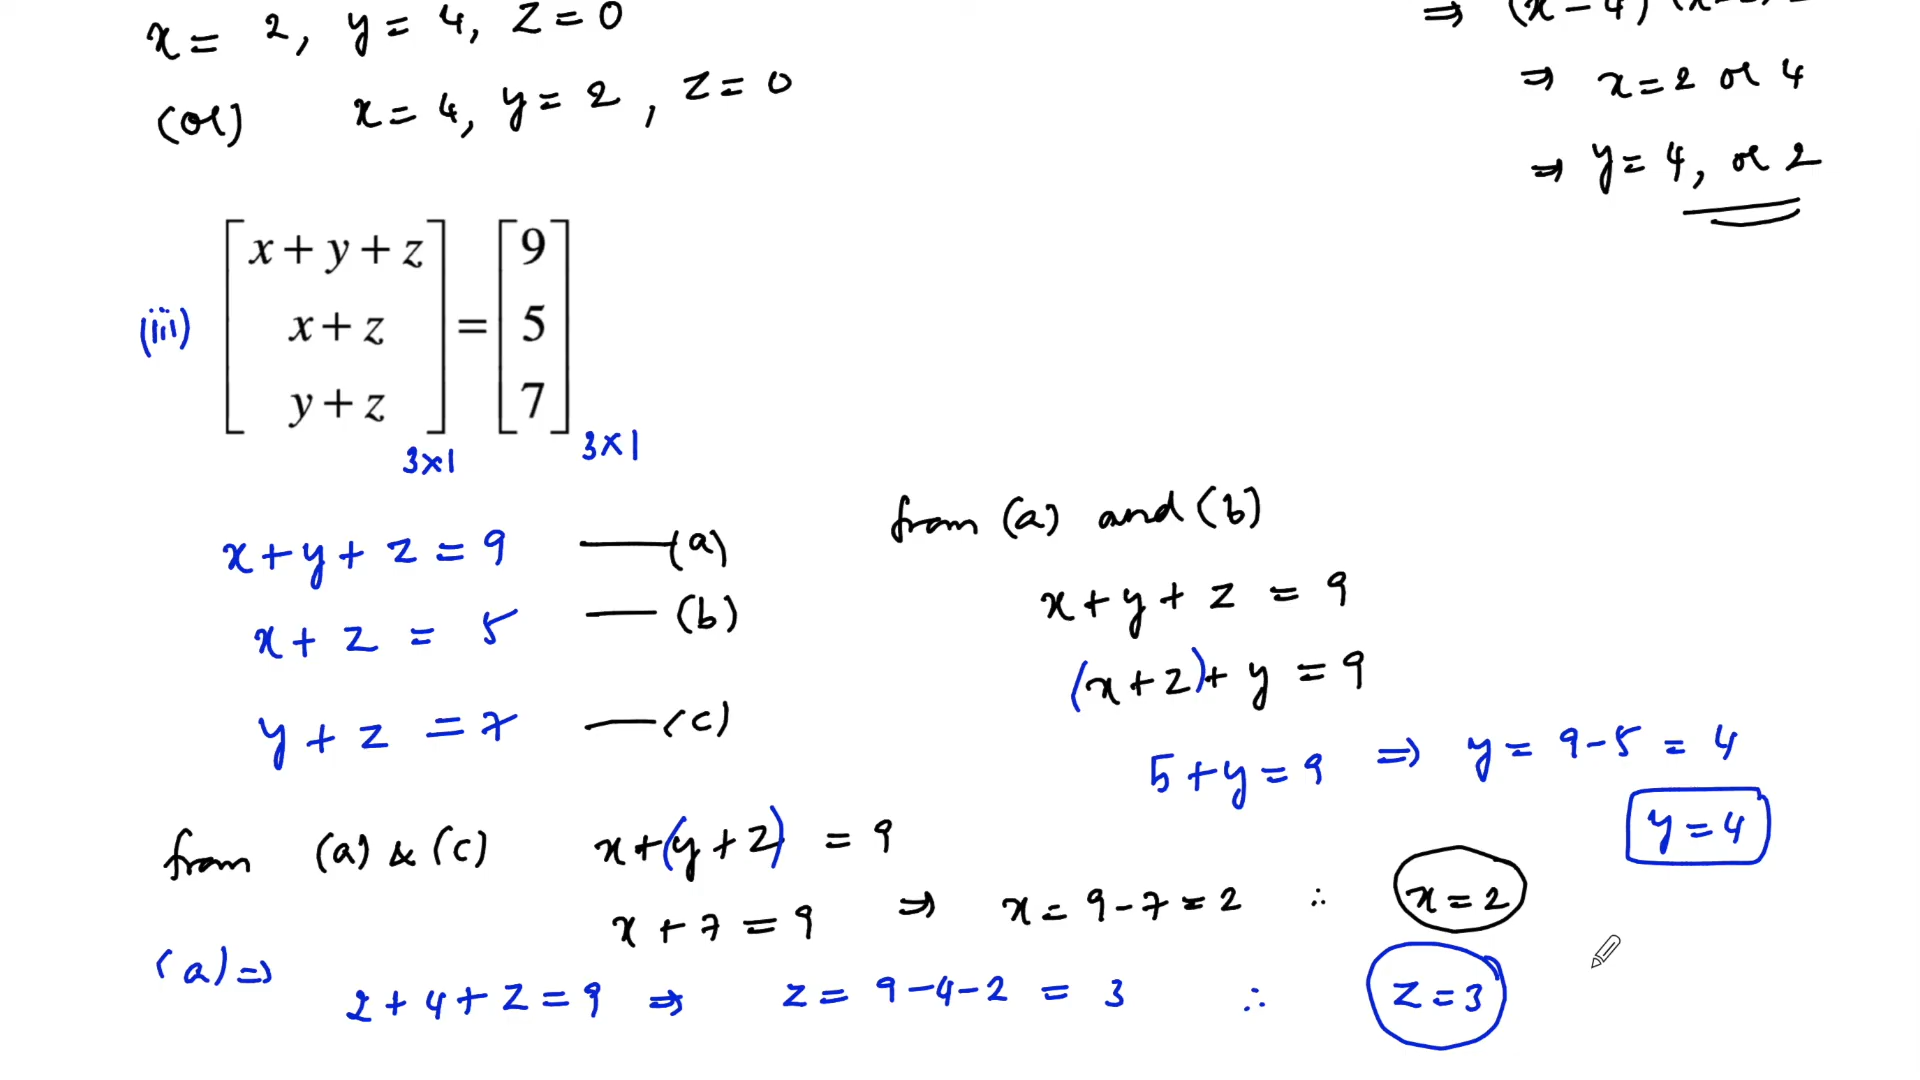 x = 2, y = 4, z = 0
(or) x = 4, y = 2, z = 0
⇒ (x-4)
⇒ x = 2 or 4
⇒ y = 4, or 2
(iii) [x + y + z] = [9]
[x + z] [5]
[y + z]3×1 [7]3×1
x + y + z = 9 —(a)
x + z = 5 —(b)
y + z = 7 —(c)
from (a) and (b)
x + y + z = 9
(x + z) + y = 9
5 + y = 9 ⇒ y = 9 - 5 = 4
y = 4
from (a) & (c) x + (y + z) = 9
x + 7 = 9 ⇒ x = 9 - 7 = 2 ∴ x = 2
(a) ⇒ 2 + 4 + z = 9 ⇒ z = 9 - 4 - 2 = 3 ∴ z = 3